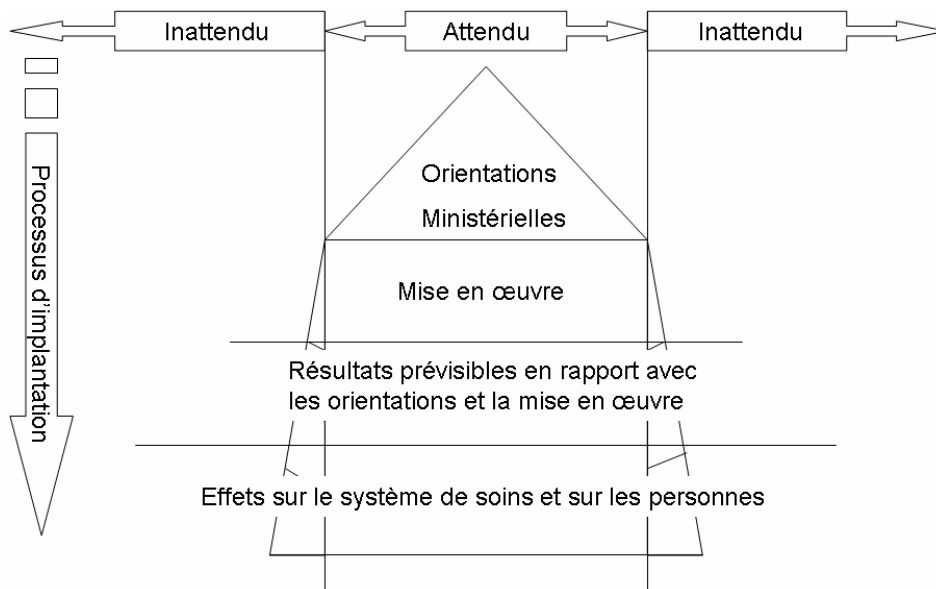 Inattendu
Attendu
Inattendu
Processus d'implantation
Orientations
Ministérielles
Mise en œuvre
Résultats prévisibles en rapport avec
les orientations et la mise en œuvre
Effets sur le système de soins et sur les personnes